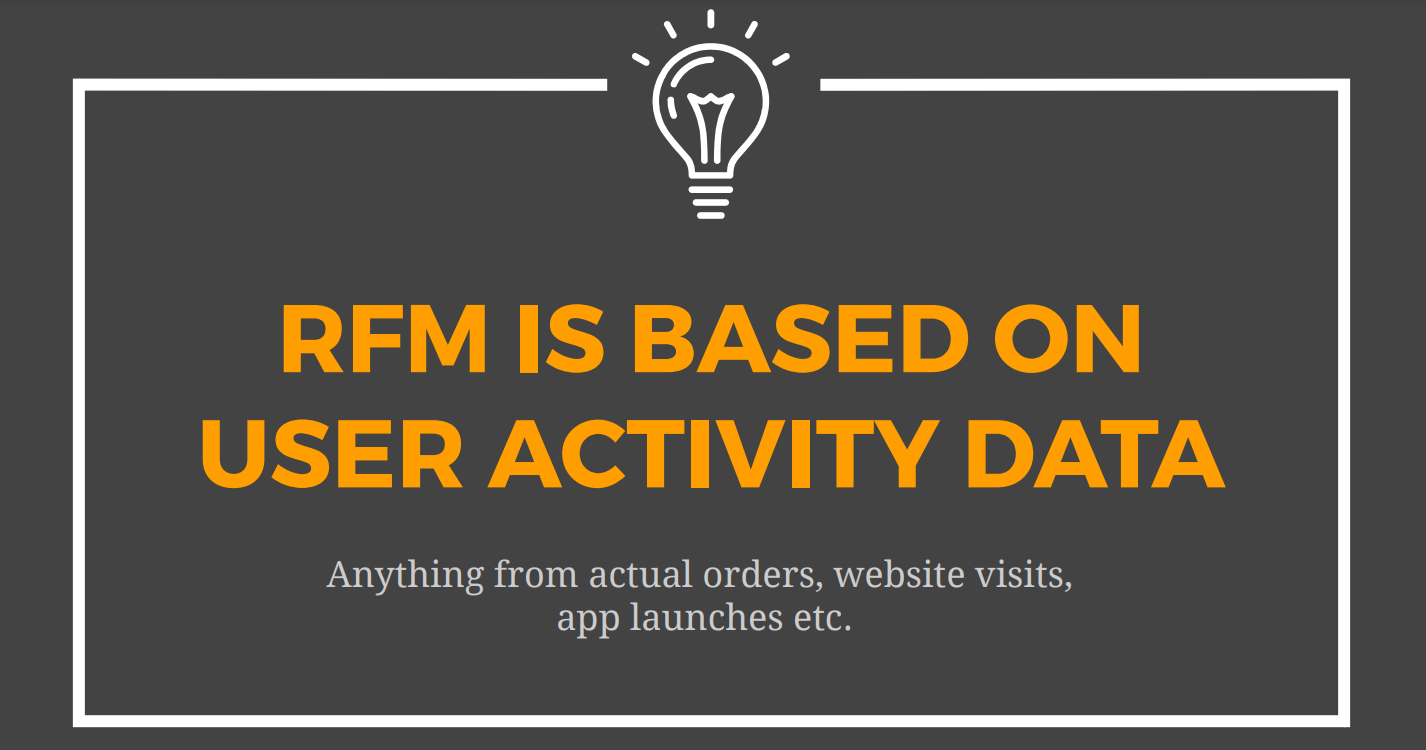 RFM IS BASED ON
USER ACTIVITY DATA
Anything from actual orders, website visits,
app launches etc.